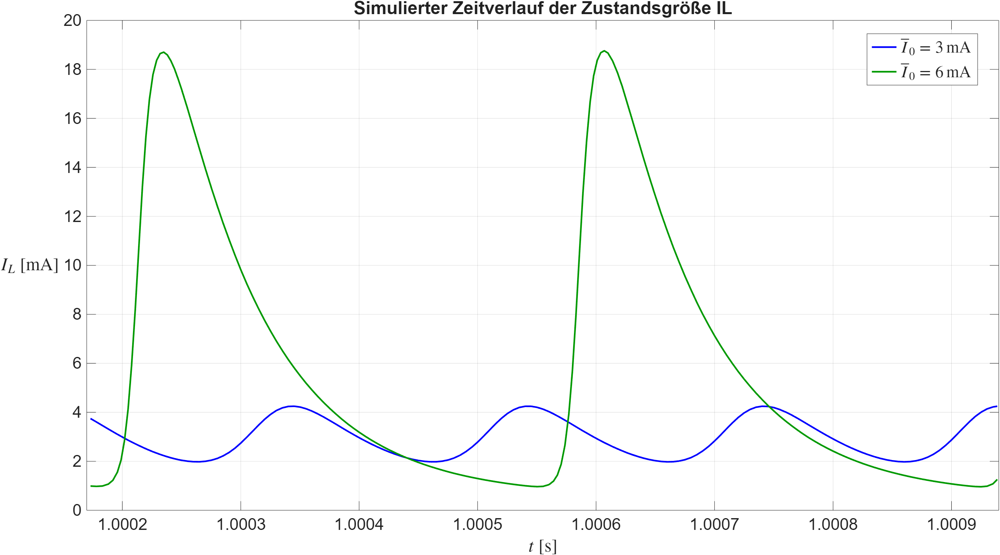 Simulierter Zeitverlauf der Zustandsgröße IL
20
18
16
14
12
I_L [mA] 10
8
6
4
2
0
Ī₀ = 3 mA
Ī₀ = 6 mA
1.0002 1.0003 1.0004 1.0005 1.0006 1.0007 1.0008 1.0009
t [s]